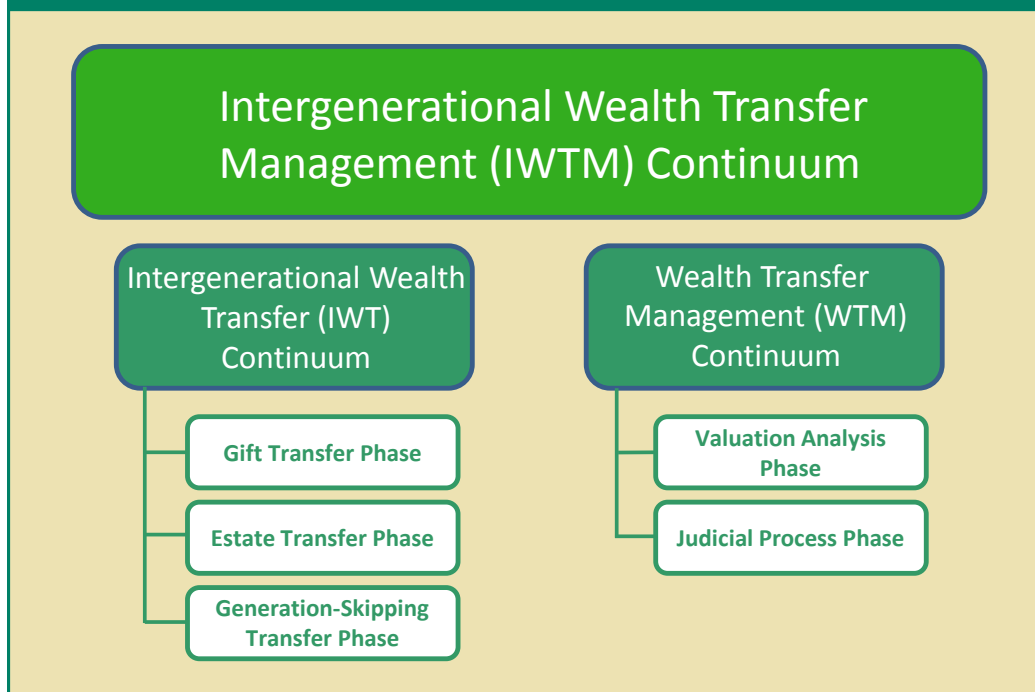 Intergenerational Wealth Transfer
Management (IWTM) Continuum
Intergenerational Wealth
Transfer (IWT)
Continuum
Gift Transfer Phase
Estate Transfer Phase
Generation-Skipping
Transfer Phase
Wealth Transfer
Management (WTM)
Continuum
Valuation Analysis
Phase
Judicial Process Phase